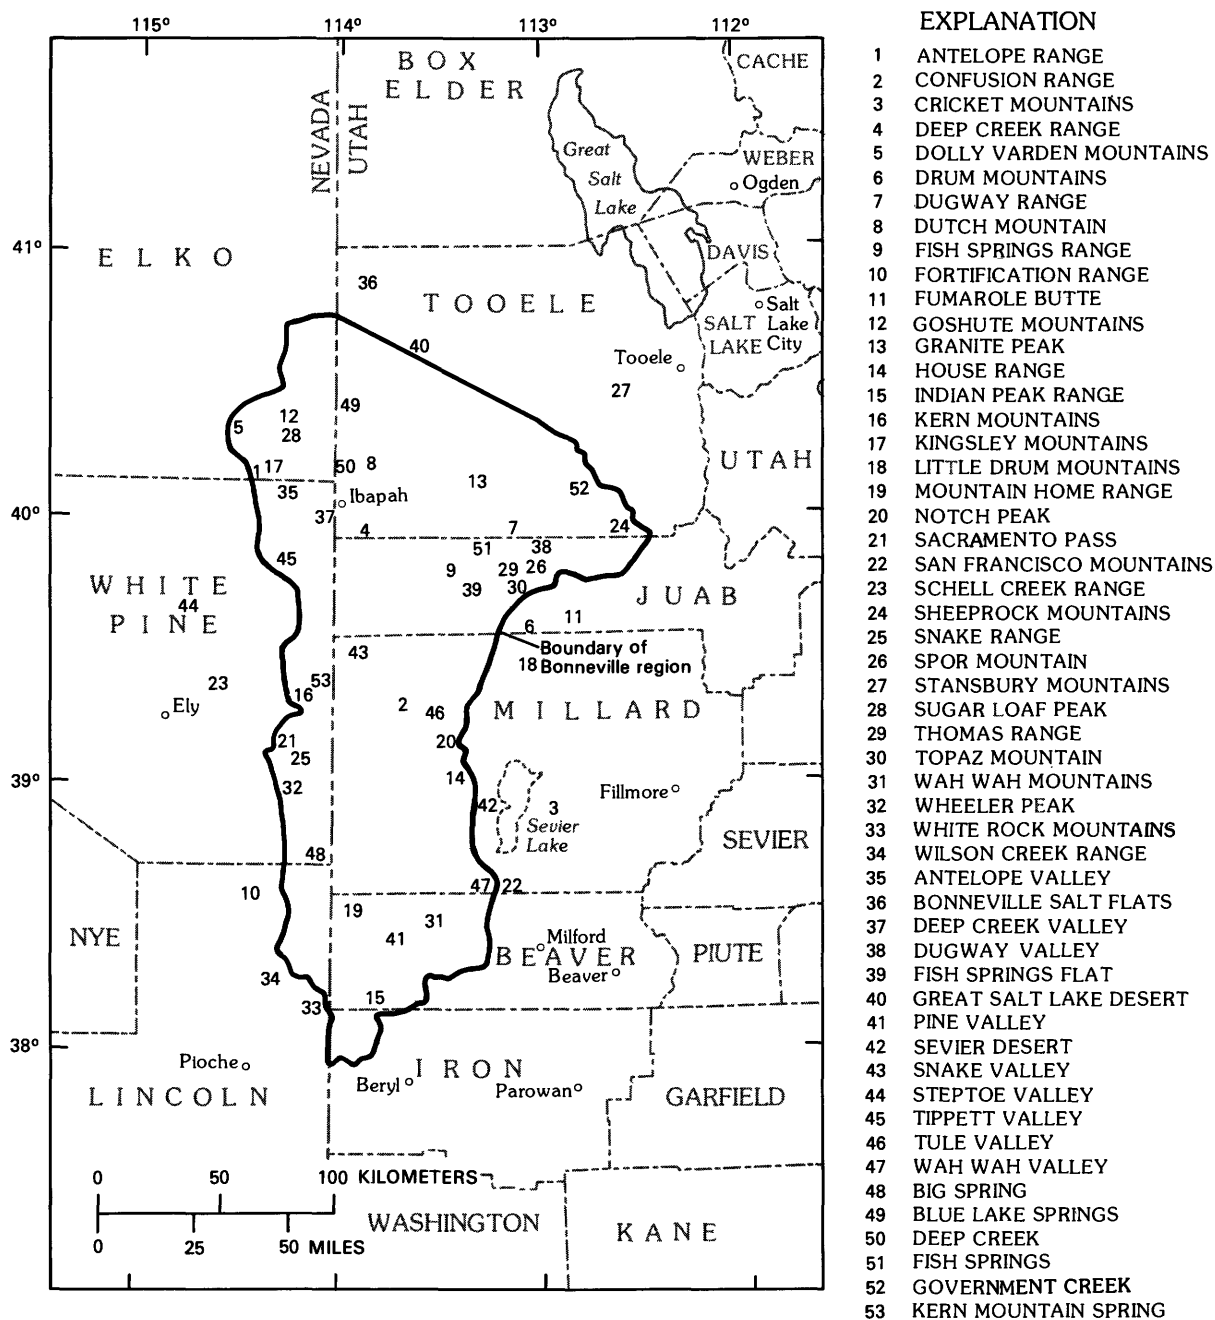 115°
114°
113°
112°
EXPLANATION
1 ANTELOPE RANGE
2 CONFUSION RANGE
3 CRICKET MOUNTAINS
4 DEEP CREEK RANGE
5 DOLLY VARDEN MOUNTAINS
6 DRUM MOUNTAINS
7 DUGWAY RANGE
8 DUTCH MOUNTAIN
9 FISH SPRINGS RANGE
10 FORTIFICATION RANGE
11 FUMAROLE BUTTE
12 GOSHUTE MOUNTAINS
13 GRANITE PEAK
14 HOUSE RANGE
15 INDIAN PEAK RANGE
16 KERN MOUNTAINS
17 KINGSLEY MOUNTAINS
18 LITTLE DRUM MOUNTAINS
19 MOUNTAIN HOME RANGE
20 NOTCH PEAK
21 SACRAMENTO PASS
22 SAN FRANCISCO MOUNTAINS
23 SCHELL CREEK RANGE
24 SHEEPROCK MOUNTAINS
25 SNAKE RANGE
26 SPOR MOUNTAIN
27 STANSBURY MOUNTAINS
28 SUGAR LOAF PEAK
29 THOMAS RANGE
30 TOPAZ MOUNTAIN
31 WAH WAH MOUNTAINS
32 WHEELER PEAK
33 WHITE ROCK MOUNTAINS
34 WILSON CREEK RANGE
35 ANTELOPE VALLEY
36 BONNEVILLE SALT FLATS
37 DEEP CREEK VALLEY
38 DUGWAY VALLEY
39 FISH SPRINGS FLAT
40 GREAT SALT LAKE DESERT
41 PINE VALLEY
42 SEVIER DESERT
43 SNAKE VALLEY
44 STEPTOE VALLEY
45 TIPPETT VALLEY
46 TULE VALLEY
47 WAH WAH VALLEY
48 BIG SPRING
49 BLUE LAKE SPRINGS
50 DEEP CREEK
51 FISH SPRINGS
52 GOVERNMENT CREEK
53 KERN MOUNTAIN SPRING
BOX
ELDER
CACHE
NEVADA
UTAH
Great
Salt
Lake
WEBER
Ogden
41°
ELKO
DAVIS
36
TOOELE
Salt
Lake
City
SALT
LAKE
40
Tooele
27
49
12
5
28
UTAH
1
17
50
8
13
35
52
Ibapah
40°
37
4
7
24
51
38
45
9
29
26
39
30
WHITE
PINE
44
JUAB
11
6
43
Boundary of
Bonneville region
18
23
53
16
Ely
2
46
MILLARD
21
20
25
39°
32
14
Fillmore
42
3
Sevier
Lake
SEVIER
48
10
47
22
19
31
NYE
41
Milford
BEAVER
Beaver
PIUTE
34
33
15
38°
Pioche
IRON
Beryl
Parowan
LINCOLN
GARFIELD
0 50 100 KILOMETERS
0 25 50 MILES
WASHINGTON
KANE